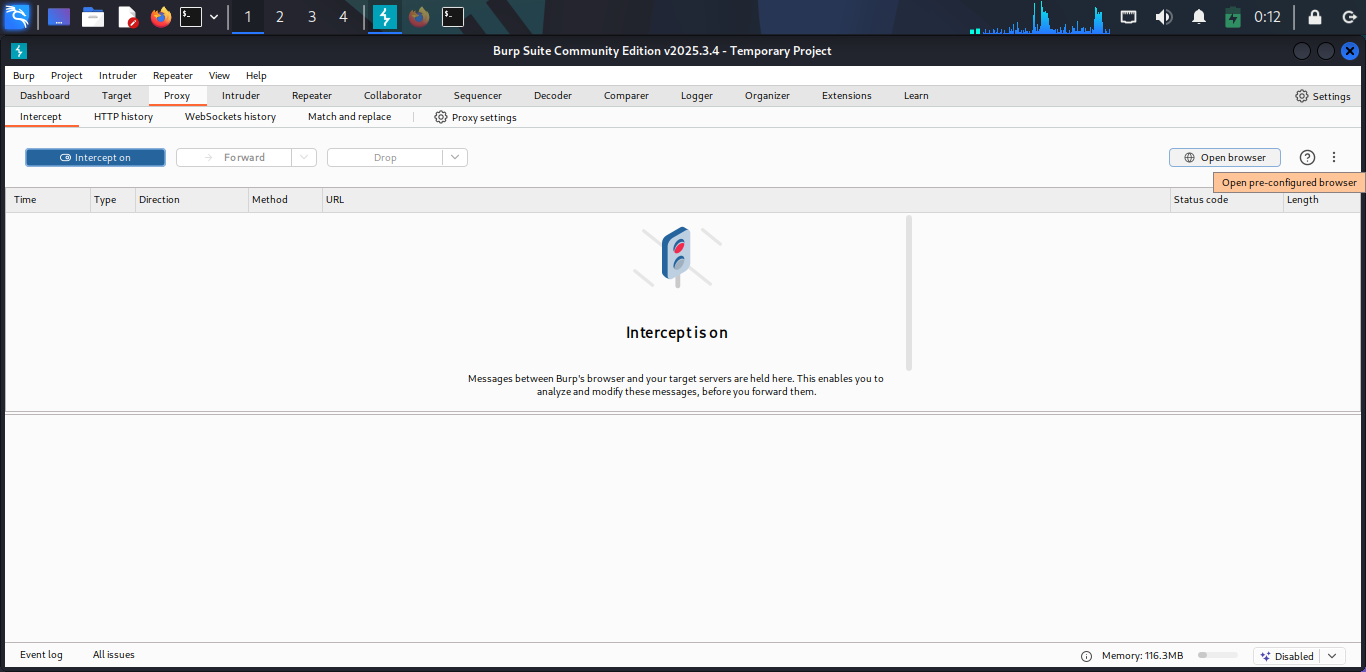 1 2 3 4 0:12
Burp Suite Community Edition v2025.3.4 - Temporary Project
Burp Project Intruder Repeater View Help
Dashboard Target Proxy Intruder Repeater Collaborator Sequencer Decoder Comparer Logger Organizer Extensions Learn Settings
Intercept HTTP history WebSockets history Match and replace Proxy settings
Intercept on Forward Drop Open browser
Open pre-configured browser
Time Type Direction Method URL Status code Length
Intercept is on
Messages between Burp's browser and your target servers are held here. This enables you to
analyze and modify these messages, before you forward them.
Event log All issues Memory: 116.3MB Disabled